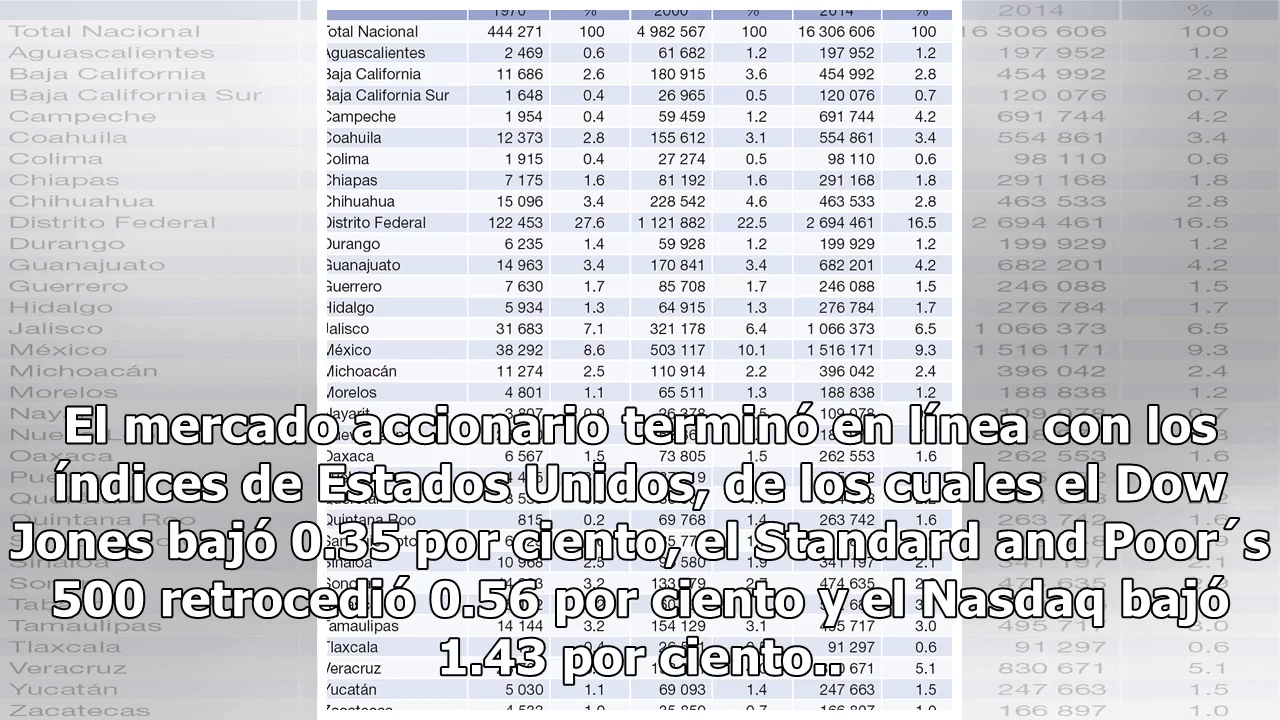 1970 % 2000 % 2014 %
Total Nacional 444 271 100 4 982 567 100 16 306 606 100
Aguascalientes 2 469 0.6 61 682 1.2 197 952 1.2
Baja California 11 686 2.6 180 915 3.6 454 992 2.8
Baja California Sur 1 648 0.4 26 965 0.5 120 076 0.7
Campeche 1 954 0.4 59 459 1.2 691 744 4.2
Coahuila 12 373 2.8 155 612 3.1 554 861 3.4
Colima 1 915 0.4 27 274 0.5 98 110 0.6
Chiapas 7 175 1.6 81 192 1.6 291 168 1.8
Chihuahua 15 096 3.4 228 542 4.6 463 533 2.8
Distrito Federal 122 453 27.6 1 121 882 22.5 2 694 461 16.5
Durango 6 235 1.4 59 928 1.2 199 929 1.2
Guanajuato 14 963 3.4 170 841 3.4 682 201 4.2
Guerrero 7 630 1.7 85 708 1.7 246 088 1.5
Hidalgo 5 934 1.3 64 915 1.3 276 784 1.7
Jalisco 31 683 7.1 321 178 6.4 1 066 373 6.5
México 38 292 8.6 503 117 10.1 1 516 171 9.3
Michoacán 11 274 2.5 110 914 2.2 396 042 2.4
Morelos 4 801 1.1 65 511 1.3 188 838 1.2
El mercado accionario terminó en línea con los
Oaxaca 6 567 1.5 73 805 1.5 262 553 1.6
índices de Estados Unidos, de los cuales el Dow
Quintana Roo 815 0.2 69 768 1.4 263 742 1.6
Jones bajó 0.35 por ciento, el Standard and Poor´s
Sinaloa
500 retrocedió 0.56 por ciento y el Nasdaq bajó
Tamaulipas 14 144 3.2 154 129 3.1 495 717 3.0
Tlaxcala 91 297 0.6
1.43 por ciento..
Veracruz 830 671 5.1
Yucatán 5 030 1.1 69 093 1.4 247 663 1.5
Zacatecas 166 897 1.0